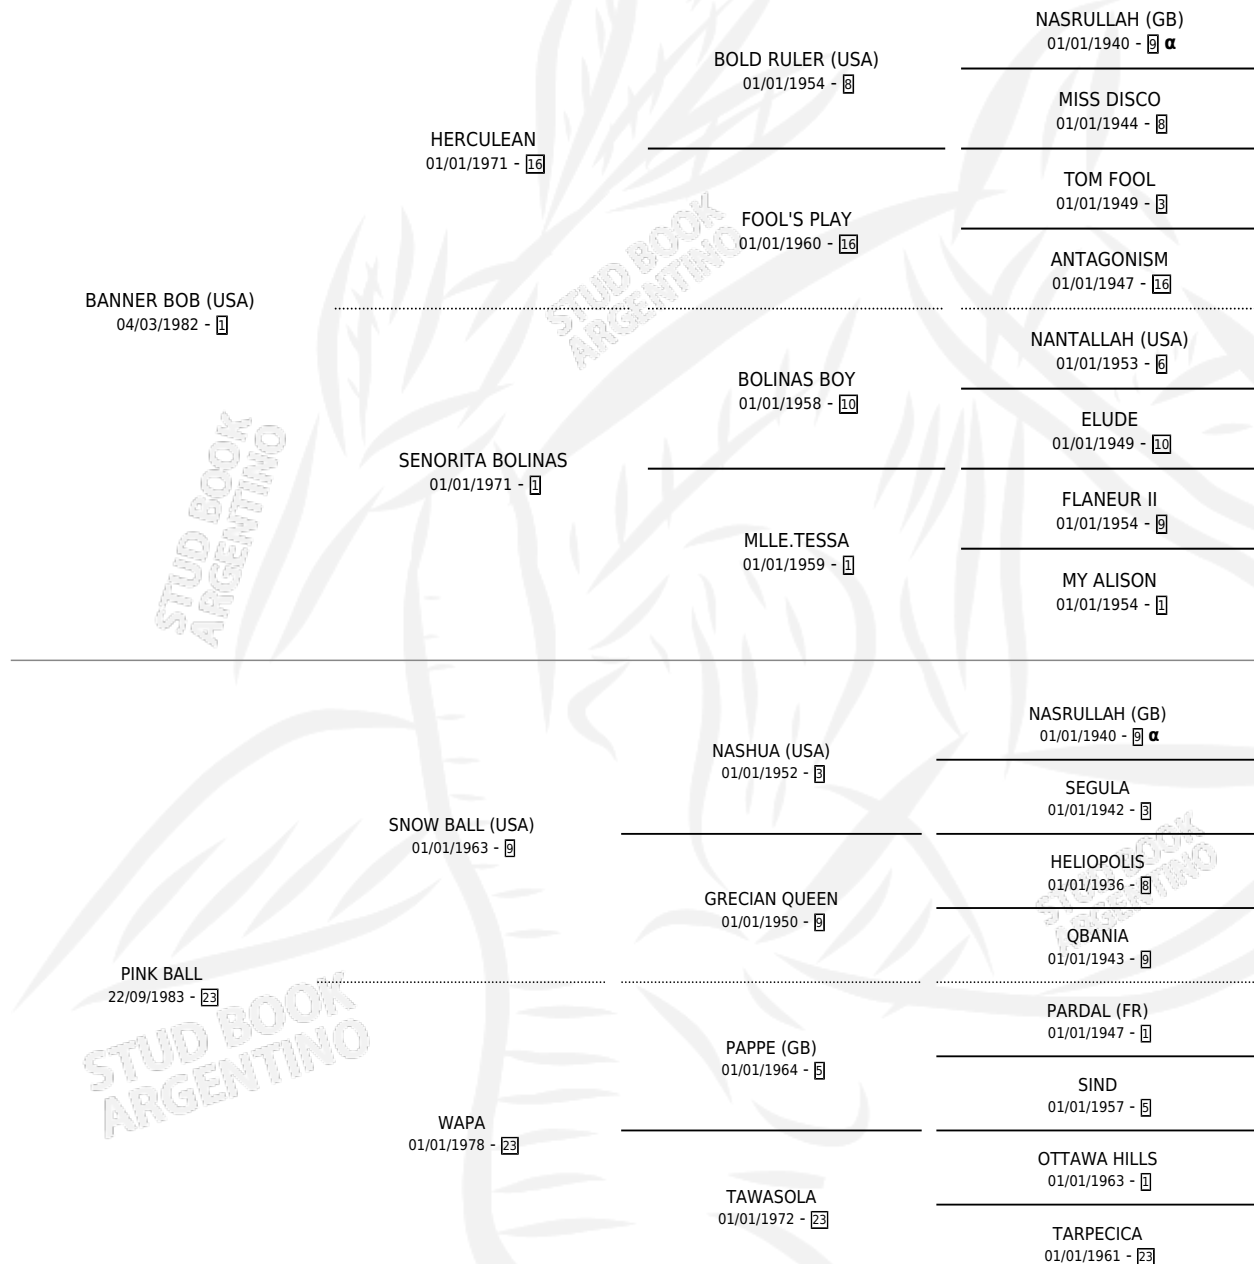 NASRULLAH (GB)
01/01/1940 - 9 α
BOLD RULER (USA)
01/01/1954 - 8
MISS DISCO
01/01/1944 - 8
HERCULEAN
01/01/1971 - 16
TOM FOOL
01/01/1949 - 3
FOOL'S PLAY
01/01/1960 - 16
ANTAGONISM
01/01/1947 - 16
BANNER BOB (USA)
04/03/1982 - 1
NANTALLAH (USA)
01/01/1953 - 6
BOLINAS BOY
01/01/1958 - 10
ELUDE
01/01/1949 - 10
SENORITA BOLINAS
01/01/1971 - 1
FLANEUR II
01/01/1954 - 9
MLLE.TESSA
01/01/1959 - 1
MY ALISON
01/01/1954 - 1
NASRULLAH (GB)
01/01/1940 - 9 α
NASHUA (USA)
01/01/1952 - 3
SEGULA
01/01/1942 - 3
SNOW BALL (USA)
01/01/1963 - 9
HELIOPOLIS
01/01/1936 - 8
GRECIAN QUEEN
01/01/1950 - 9
QBANIA
01/01/1943 - 9
PINK BALL
22/09/1983 - 23
PARDAL (FR)
01/01/1947 - 1
PAPPE (GB)
01/01/1964 - 5
SIND
01/01/1957 - 5
WAPA
01/01/1978 - 23
OTTAWA HILLS
01/01/1963 - 1
TAWASOLA
01/01/1972 - 23
TARPECICA
01/01/1961 - 23
STUD BOOK
ARGENTINO
STUD BOOK
ARGENTINO
STUD BOOK
ARGENTINO
STUD BOOK
ARGENTINO